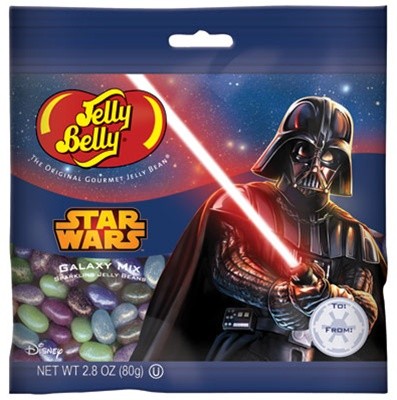 Jelly
Belly®
THE ORIGINAL GOURMET JELLY BEAN®
STAR
WARS
GALAXY MIX
SPARKLING JELLY BEANS
TO:
FROM:
Disney
NET WT 2.8 OZ (80g) U